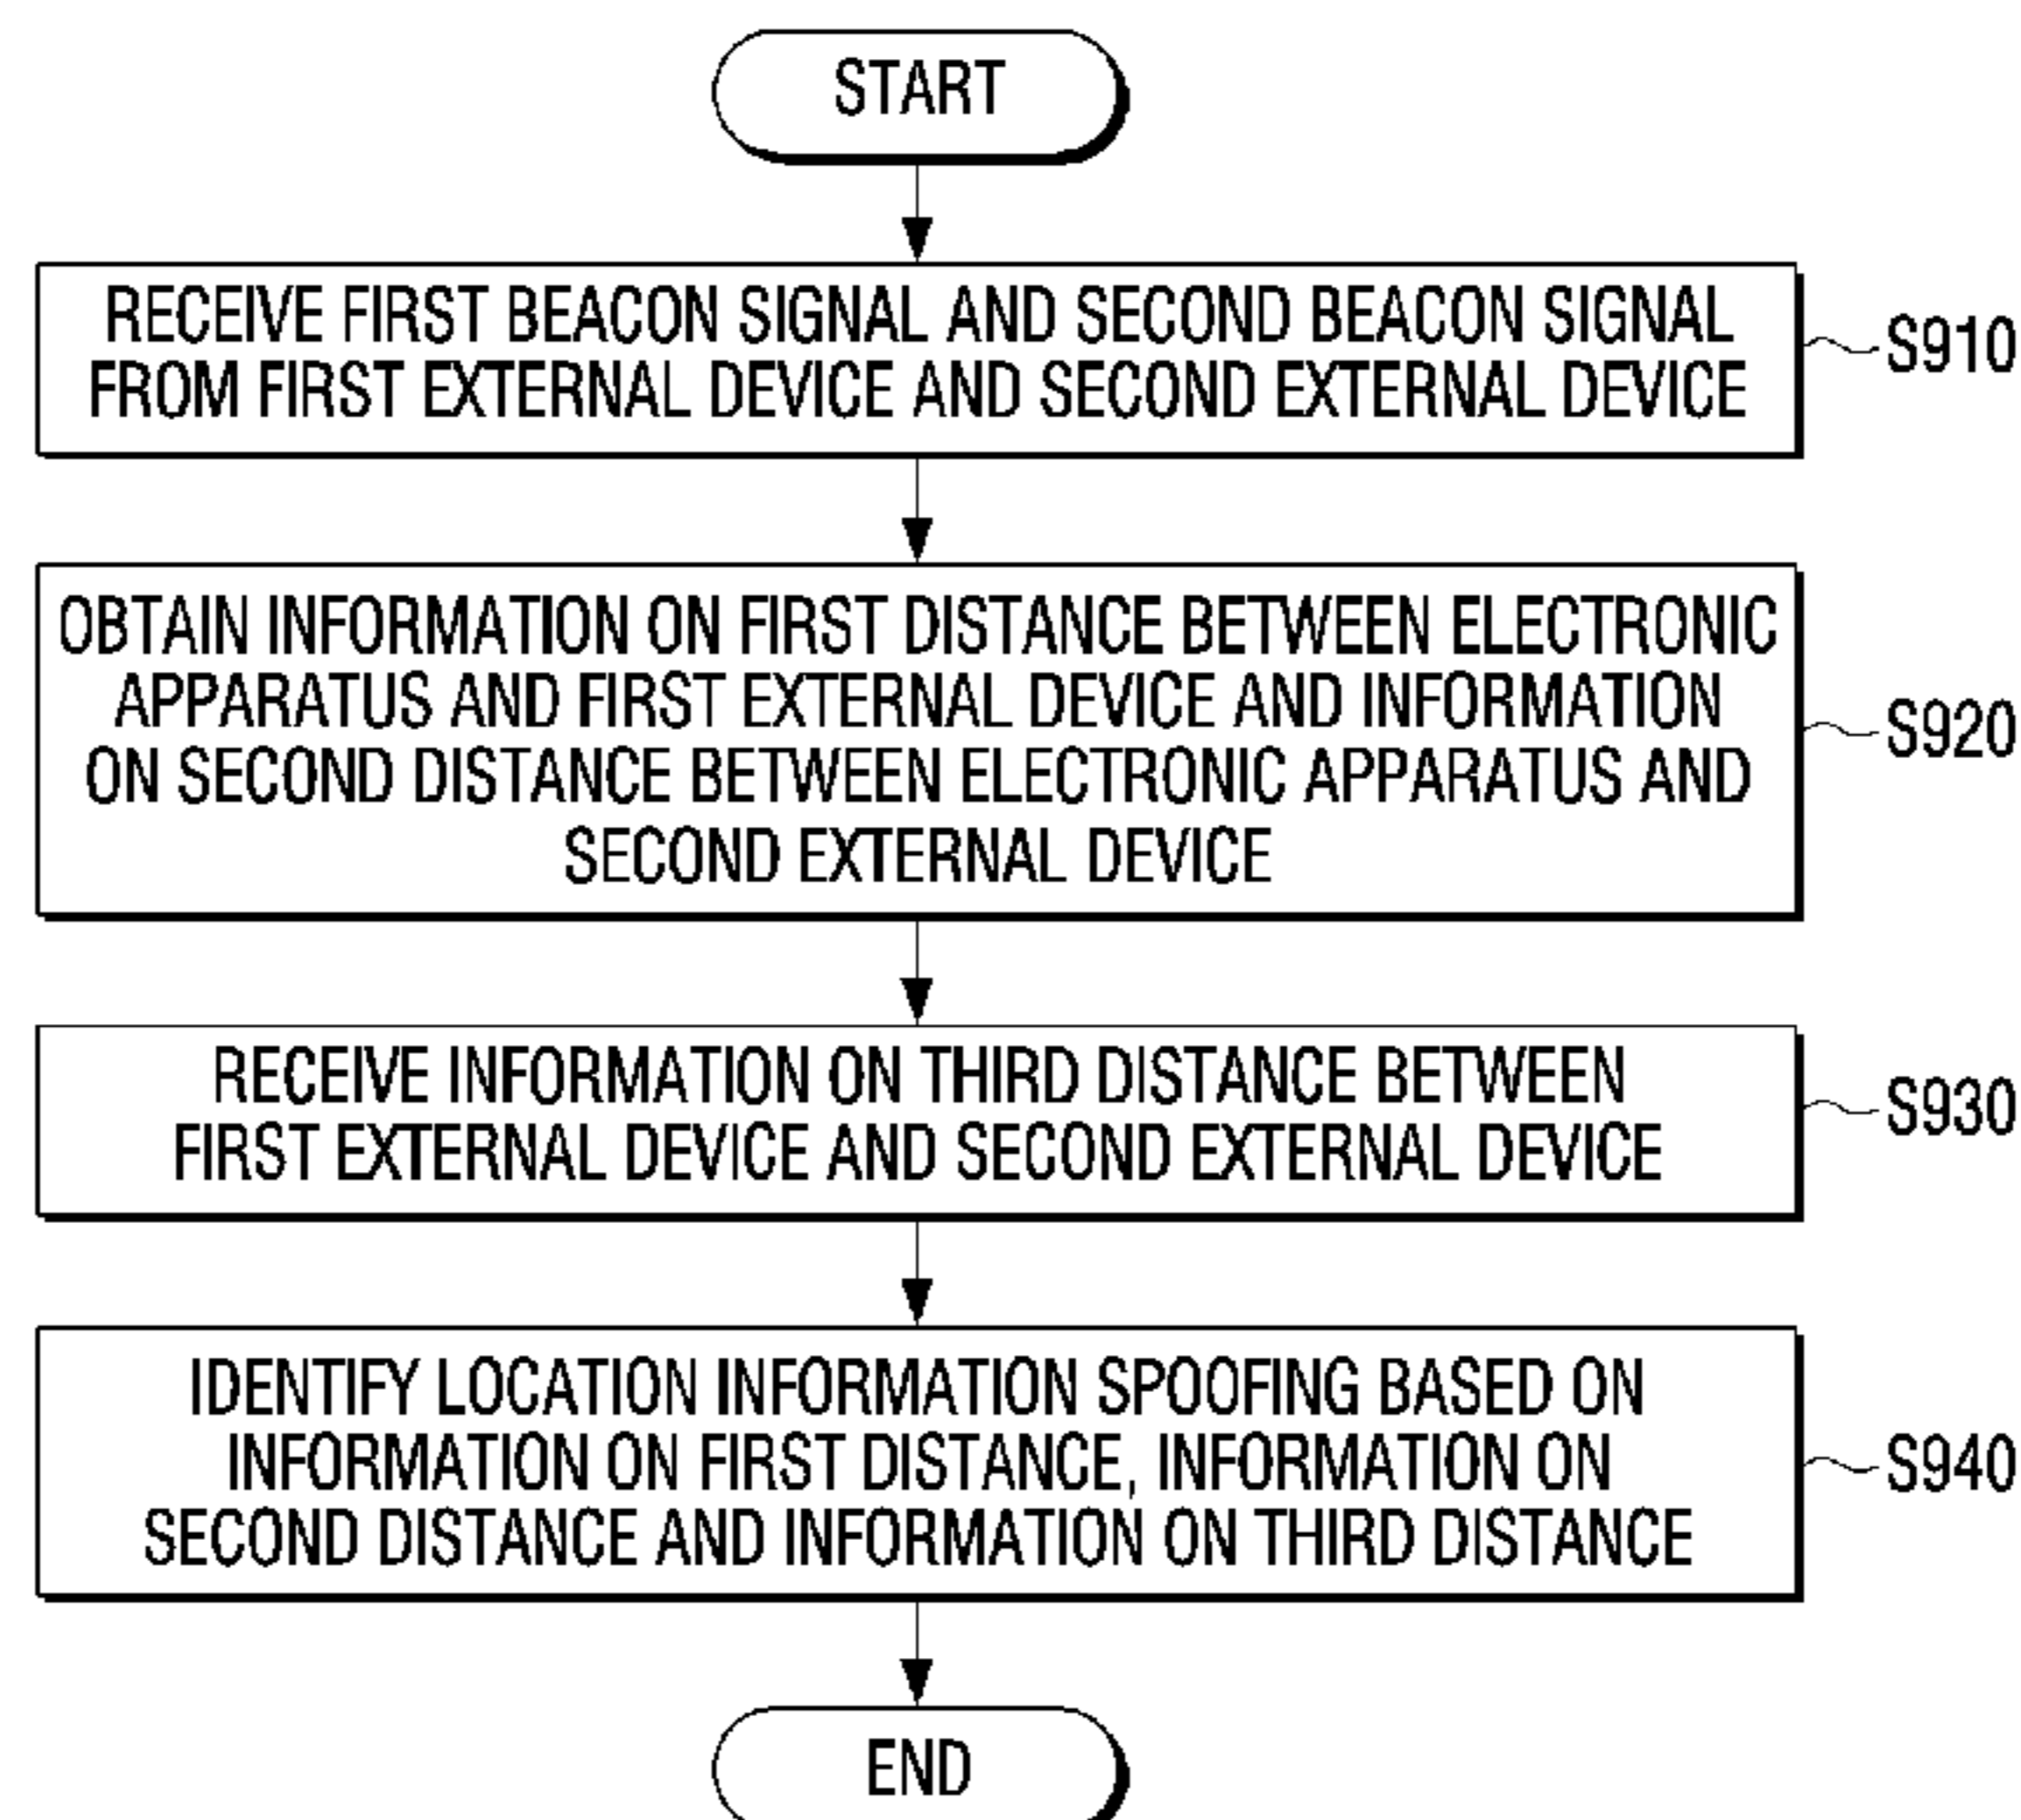 START
RECEIVE FIRST BEACON SIGNAL AND SECOND BEACON SIGNAL
FROM FIRST EXTERNAL DEVICE AND SECOND EXTERNAL DEVICE
S910
OBTAIN INFORMATION ON FIRST DISTANCE BETWEEN ELECTRONIC
APPARATUS AND FIRST EXTERNAL DEVICE AND INFORMATION
ON SECOND DISTANCE BETWEEN ELECTRONIC APPARATUS AND
SECOND EXTERNAL DEVICE
S920
RECEIVE INFORMATION ON THIRD DISTANCE BETWEEN
FIRST EXTERNAL DEVICE AND SECOND EXTERNAL DEVICE
S930
IDENTIFY LOCATION INFORMATION SPOOFING BASED ON
INFORMATION ON FIRST DISTANCE, INFORMATION ON
SECOND DISTANCE AND INFORMATION ON THIRD DISTANCE
S940
END